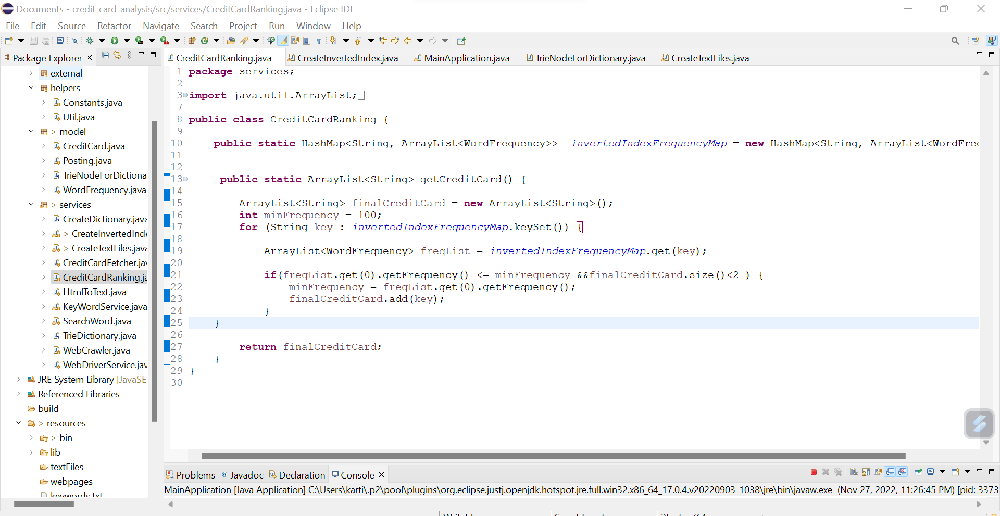 Documents - credit_card_analysis/src/services/CreditCardRanking.java - Eclipse IDE
File Edit Source Refactor Navigate Search Project Run Window Help
Package Explorer
CreditCardRanking.java CreateInvertedIndex.java MainApplication.java TrieNodeForDictionary.java CreateTextFiles.java
external
helpers
Constants.java
Util.java
> model
CreditCard.java
Posting.java
TrieNodeForDictiona
WordFrequency.java
> services
CreateDictionary.java
> CreateInvertedInde
> CreateTextFiles.java
CreditCardFetcher.jav
CreditCardRanking.ja
HtmlToText.java
KeyWordService.java
SearchWord.java
TrieDictionary.java
WebCrawler.java
WebDriverService.jav
JRE System Library [JavaSE-
Referenced Libraries
build
> resources
> bin
lib
textFiles
webpages
keywords.txt
1 package services;
2
3 import java.util.ArrayList;
7
8 public class CreditCardRanking {
9
10 public static HashMap<String, ArrayList<WordFrequency>> invertedIndexFrequencyMap = new HashMap<String, ArrayList<WordFrec
11
12
13 public static ArrayList<String> getCreditCard() {
14
15 ArrayList<String> finalCreditCard = new ArrayList<String>();
16 int minFrequency = 100;
17 for (String key : invertedIndexFrequencyMap.keySet()) {
18
19 ArrayList<WordFrequency> freqList = invertedIndexFrequencyMap.get(key);
20
21 if(freqList.get(0).getFrequency() <= minFrequency &&finalCreditCard.size()<2 ) {
22 minFrequency = freqList.get(0).getFrequency();
23 finalCreditCard.add(key);
24 }
25 }
26
27 return finalCreditCard;
28 }
29 }
30
Problems @ Javadoc Declaration Console
MainApplication [Java Application] C:\Users\karti\.p2\pool\plugins\org.eclipse.justj.openjdk.hotspot.jre.full.win32.x86_64_17.0.4.v20220903-1038\jre\bin\javaw.exe (Nov 27, 2022, 11:26:45 PM) [pid: 3373